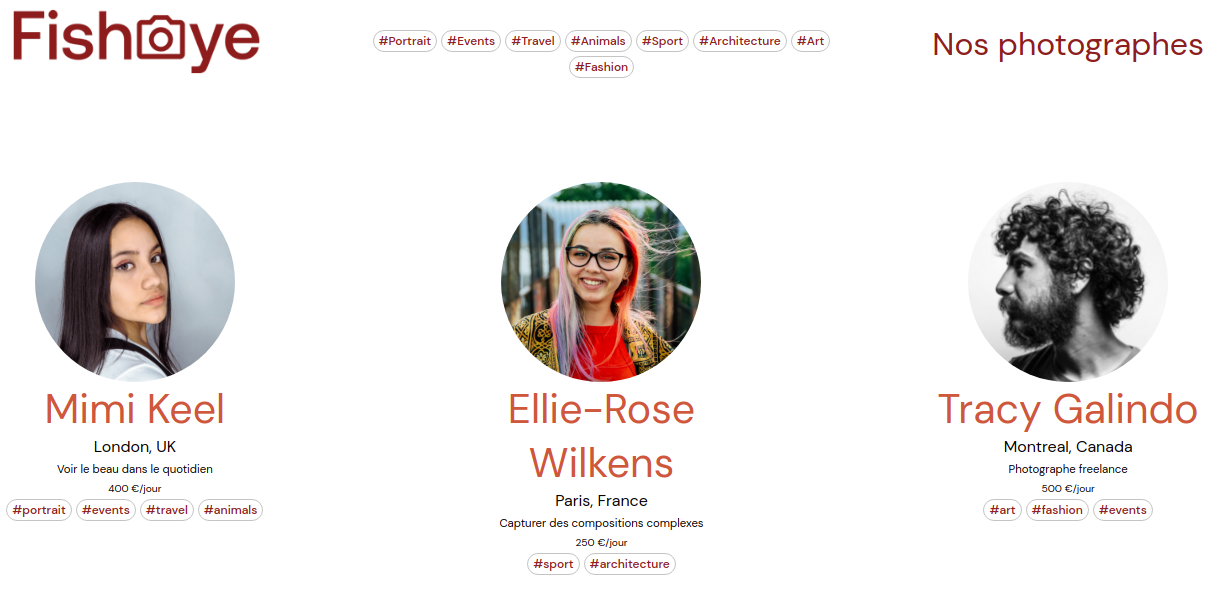 Fisheye
#Portrait #Events #Travel #Animals #Sport #Architecture #Art
#Fashion
Nos photographes
Mimi Keel
London, UK
Voir le beau dans le quotidien
400 €/jour
#portrait #events #travel #animals
Ellie-Rose
Wilkens
Paris, France
Capturer des compositions complexes
250 €/jour
#sport #architecture
Tracy Galindo
Montreal, Canada
Photographe freelance
500 €/jour
#art #fashion #events